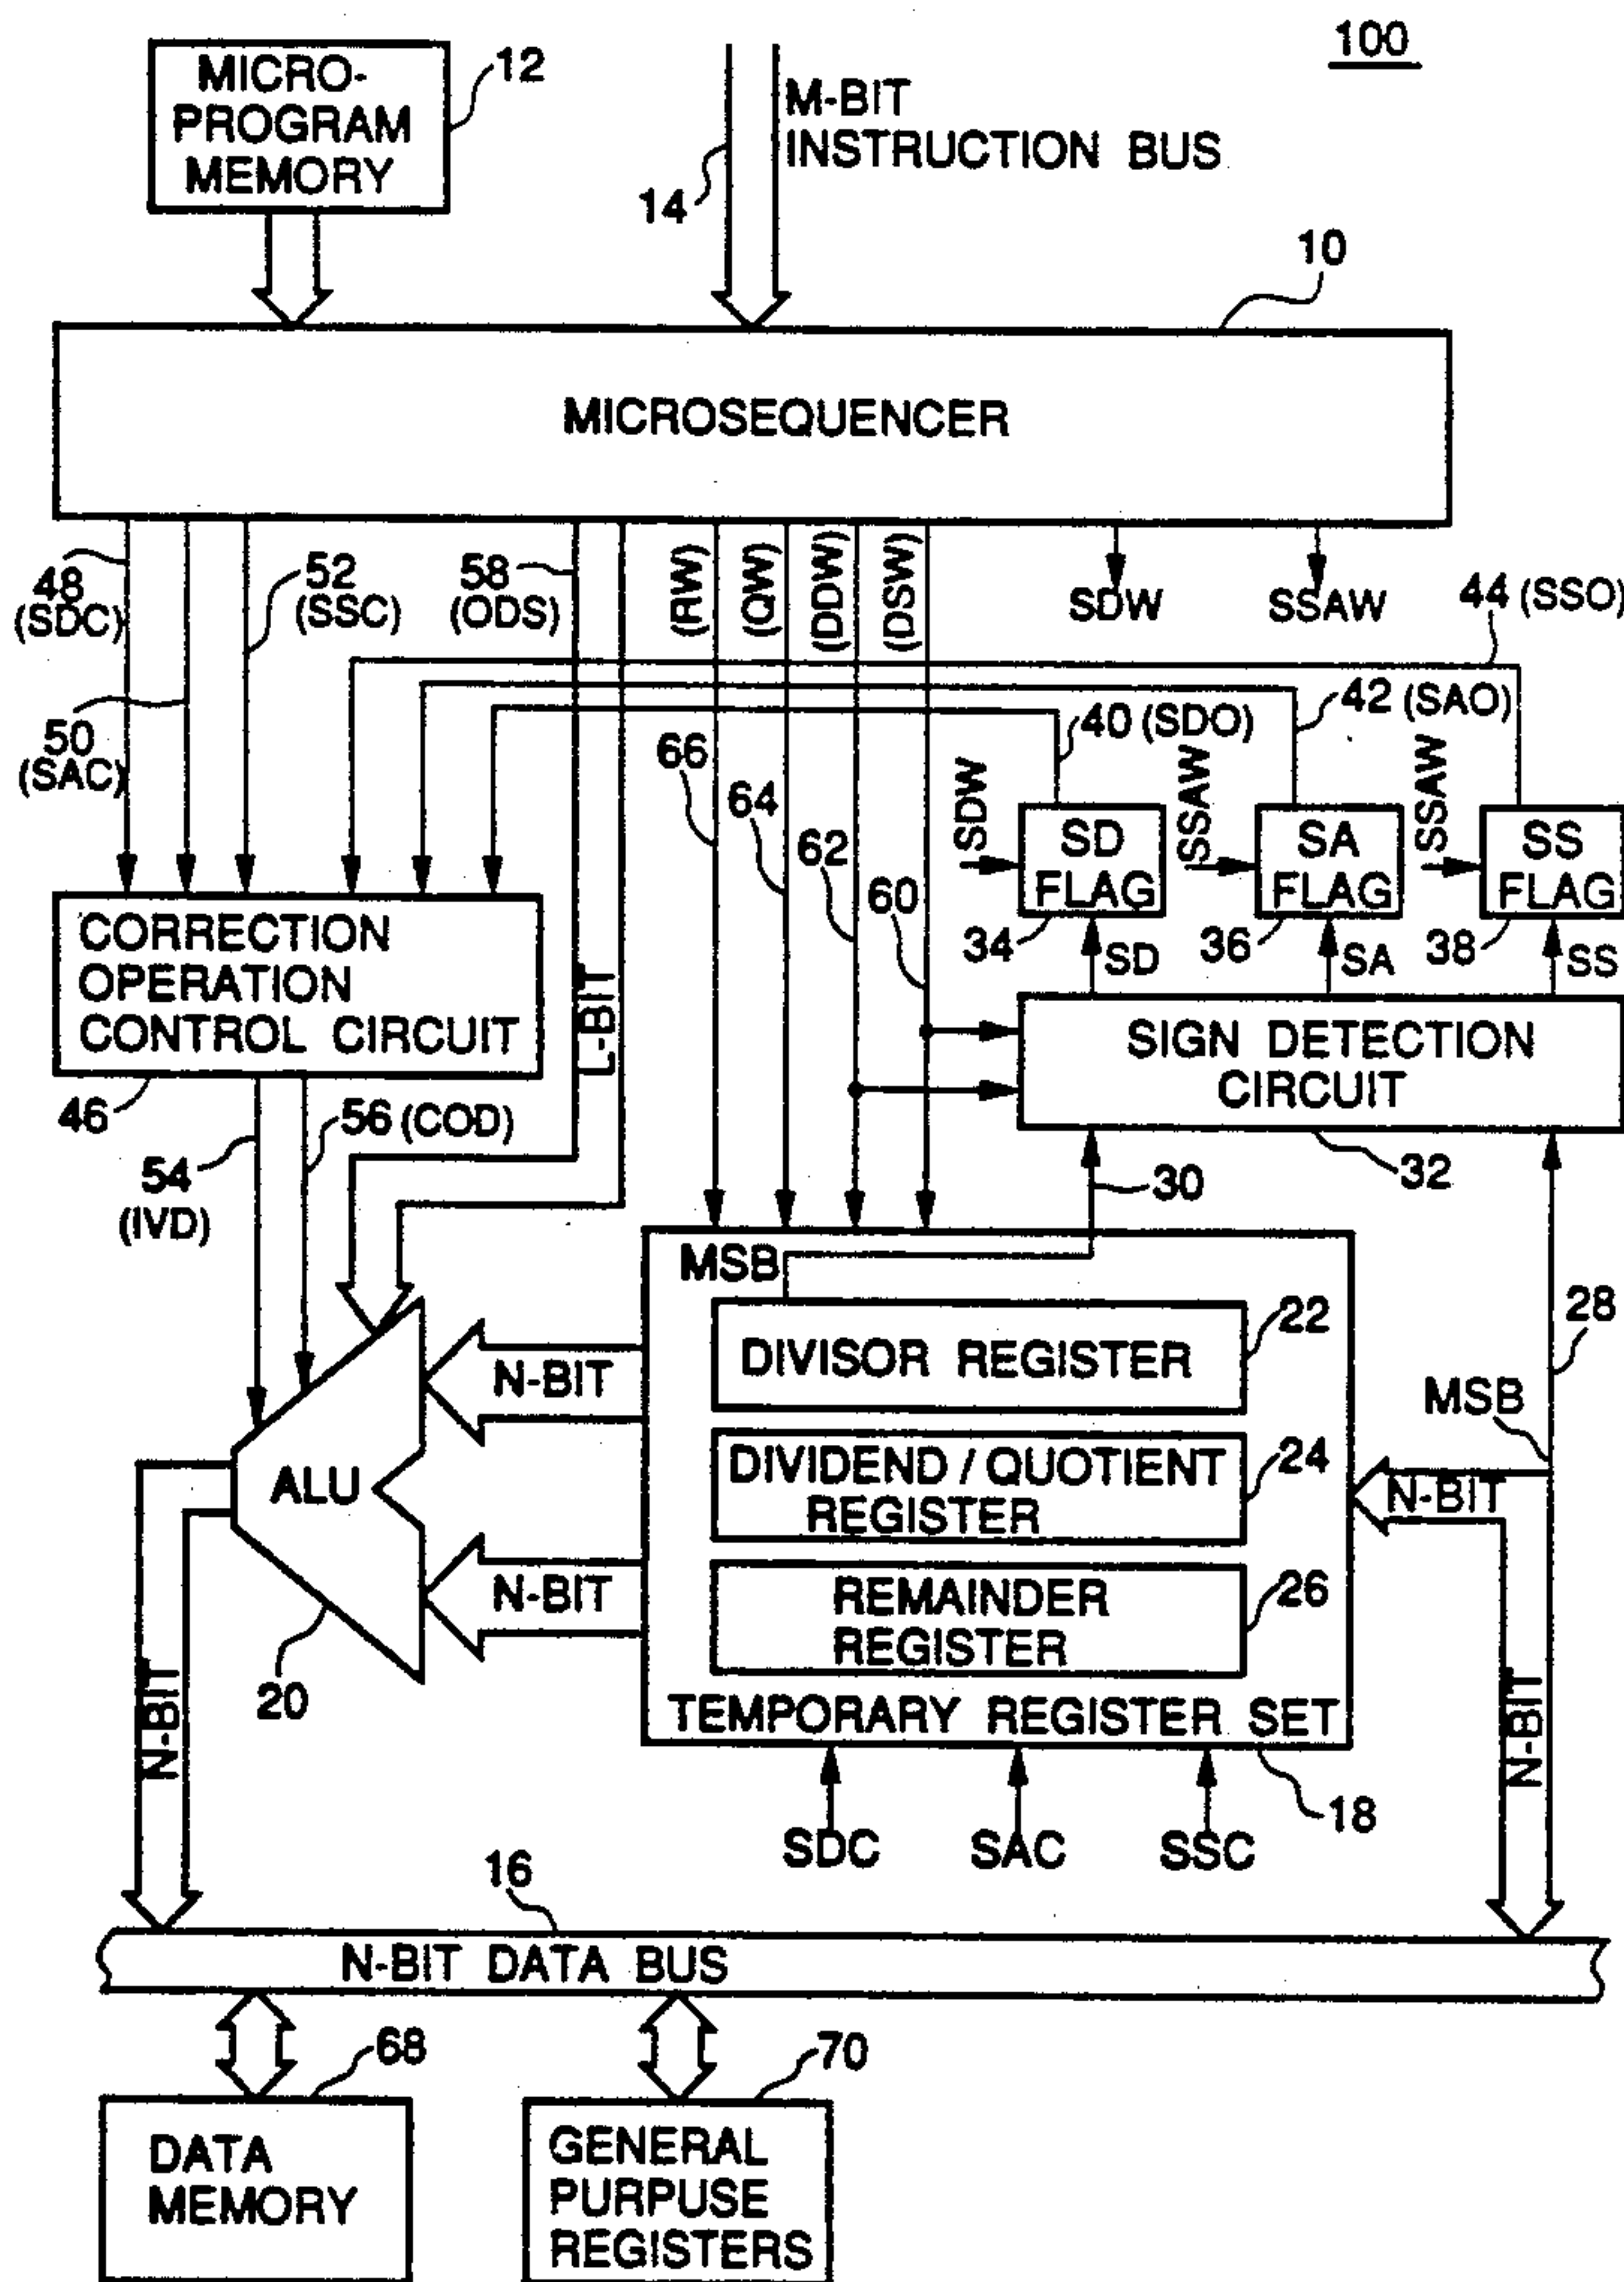 100
MICRO-
PROGRAM
MEMORY
12
M-BIT
INSTRUCTION BUS
14
10
MICROSEQUENCER
48
(SDC)
50
(SAC)
52
(SSC)
58
(ODS)
(RW)
(QW)
(DDW)
(DSW)
SDW
SSAW
44 (SSO)
42 (SAO)
40 (SDO)
66
64
62
60
SDW
SSAW
SSAW
SD
FLAG
SA
FLAG
SS
FLAG
34
36
38
SD
SA
SS
CORRECTION
OPERATION
CONTROL CIRCUIT
L-BIT
SIGN DETECTION
CIRCUIT
46
54
(IVD)
56 (COD)
30
32
MSB
28
DIVISOR REGISTER
22
N-BIT
MSB
ALU
DIVIDEND / QUOTIENT
REGISTER
24
N-BIT
N-BIT
REMAINDER
REGISTER
26
20
TEMPORARY REGISTER SET
N-BIT
N-BIT
18
SDC
SAC
SSC
16
N-BIT DATA BUS
68
70
DATA
MEMORY
GENERAL
PURPUSE
REGISTERS